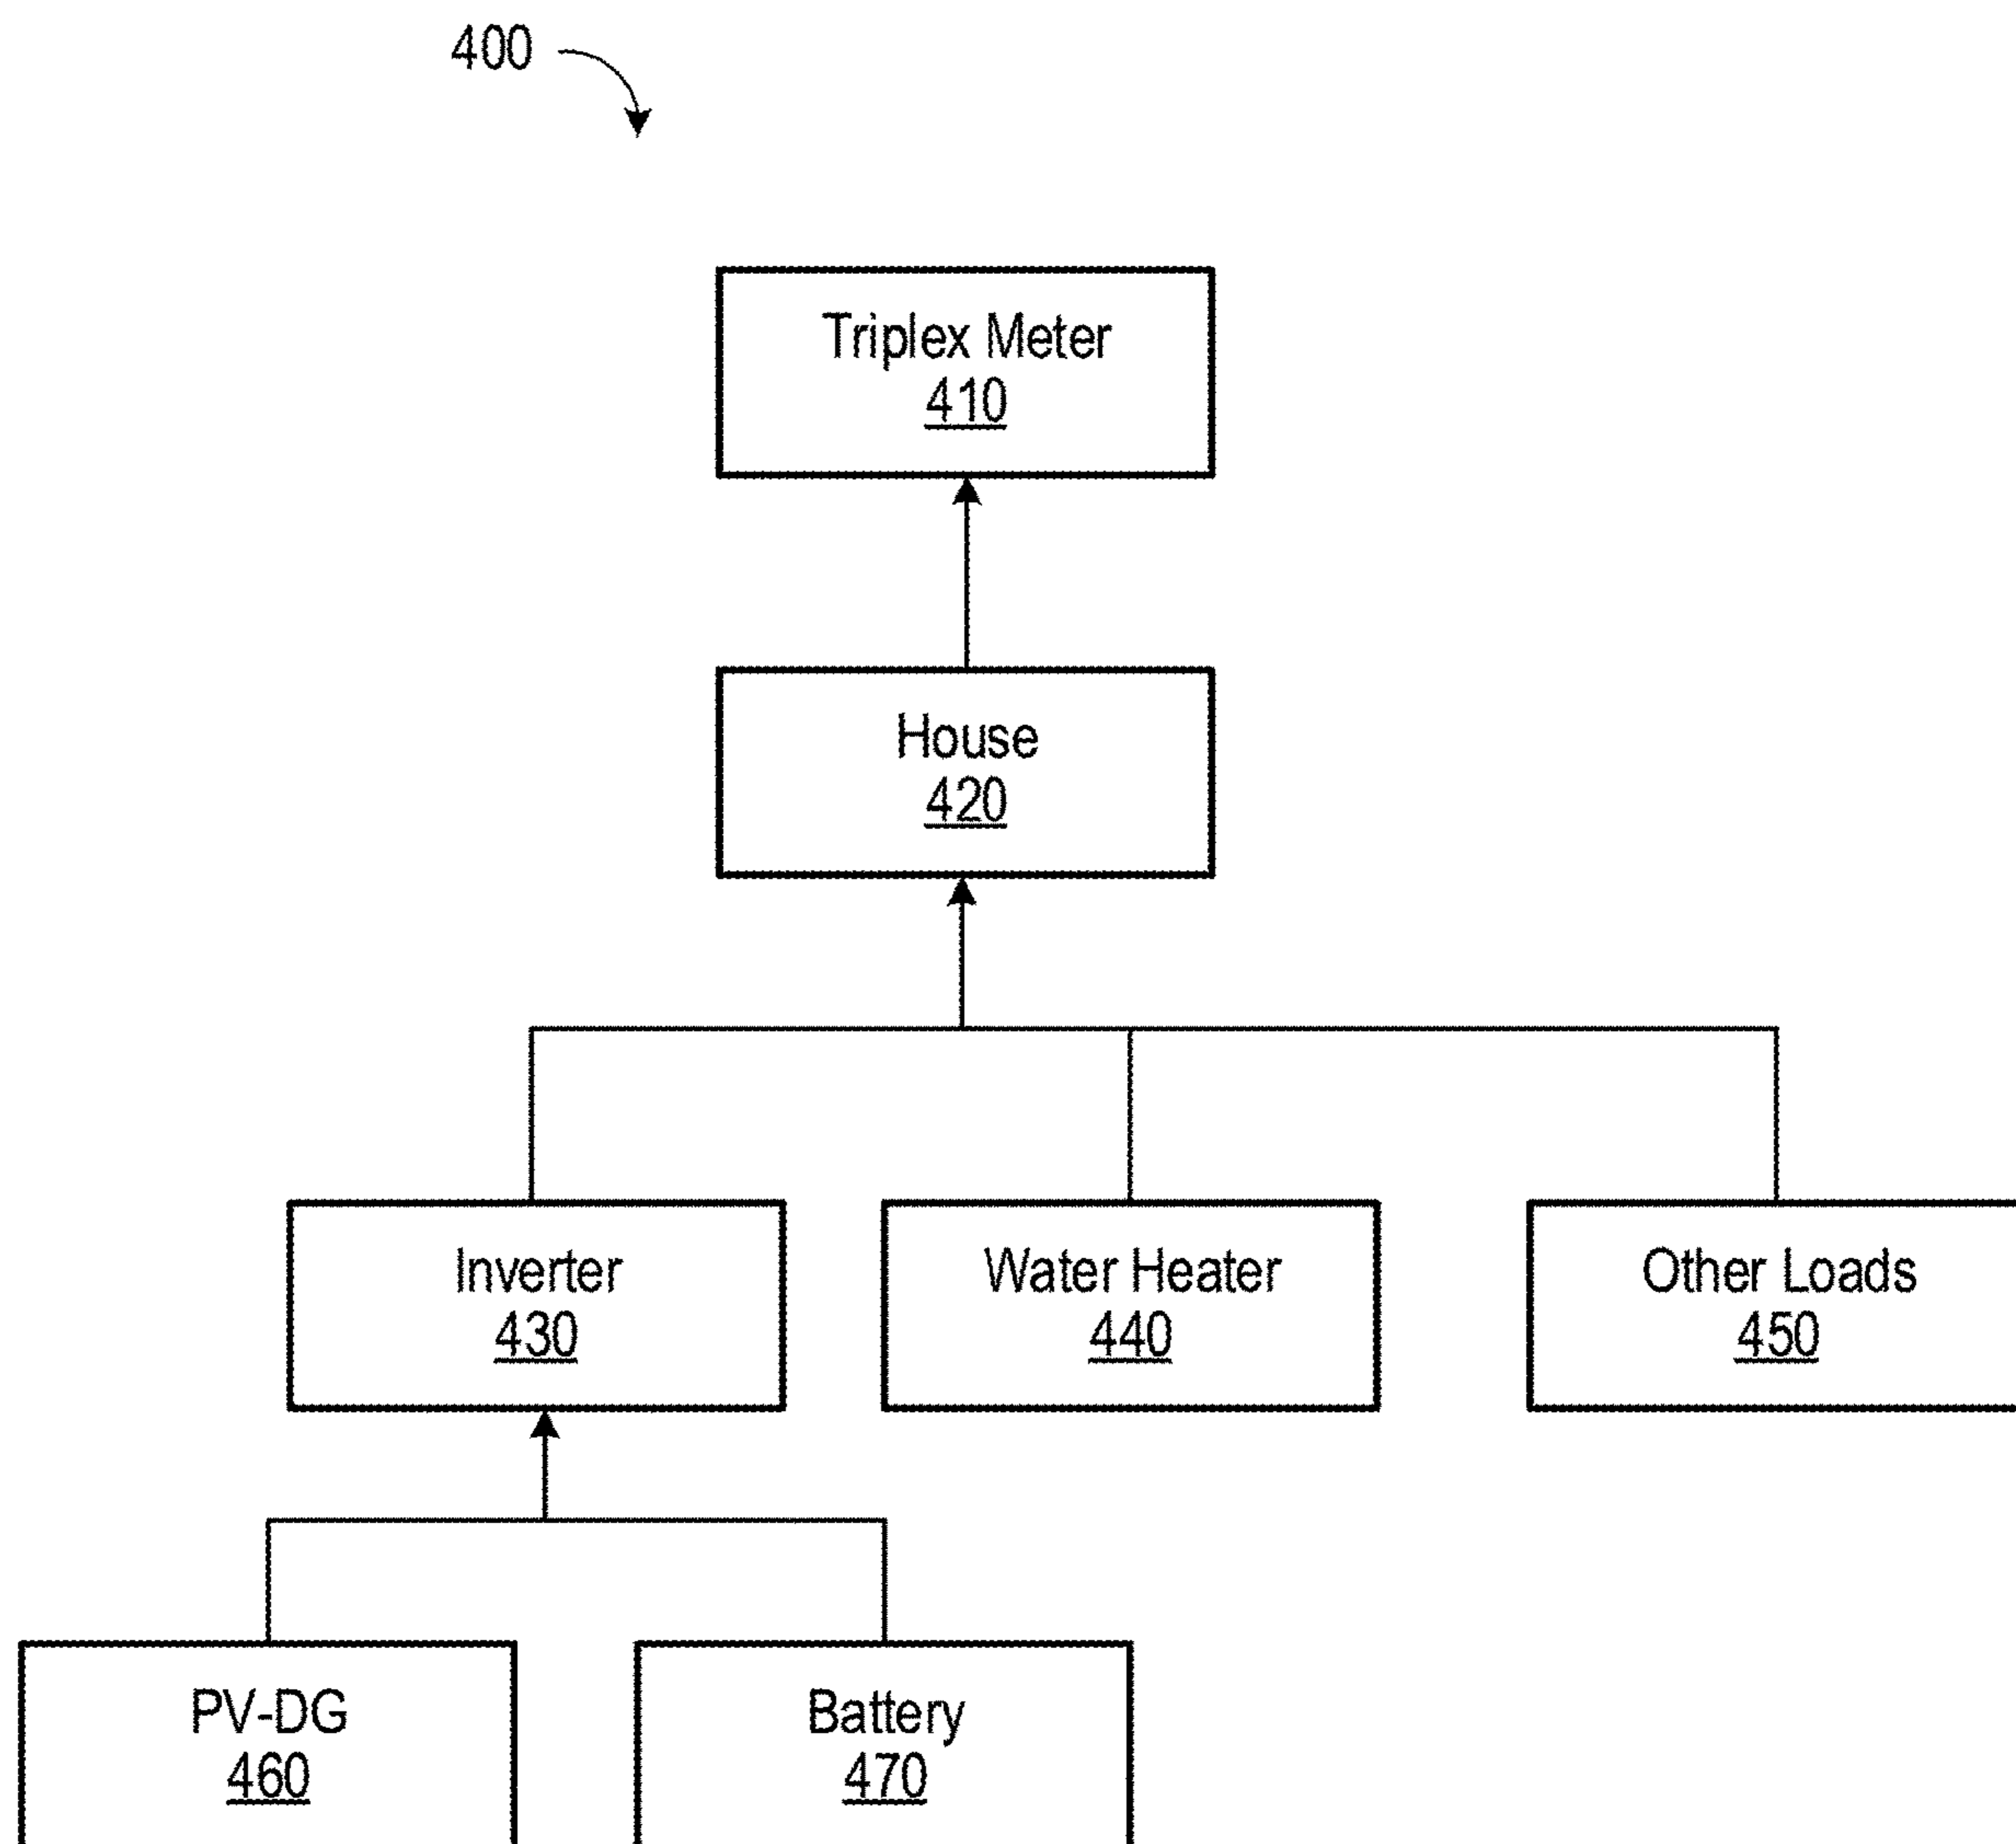 400
Triplex Meter
410
House
420
Inverter
430
Water Heater
440
Other Loads
450
PV-DG
460
Battery
470